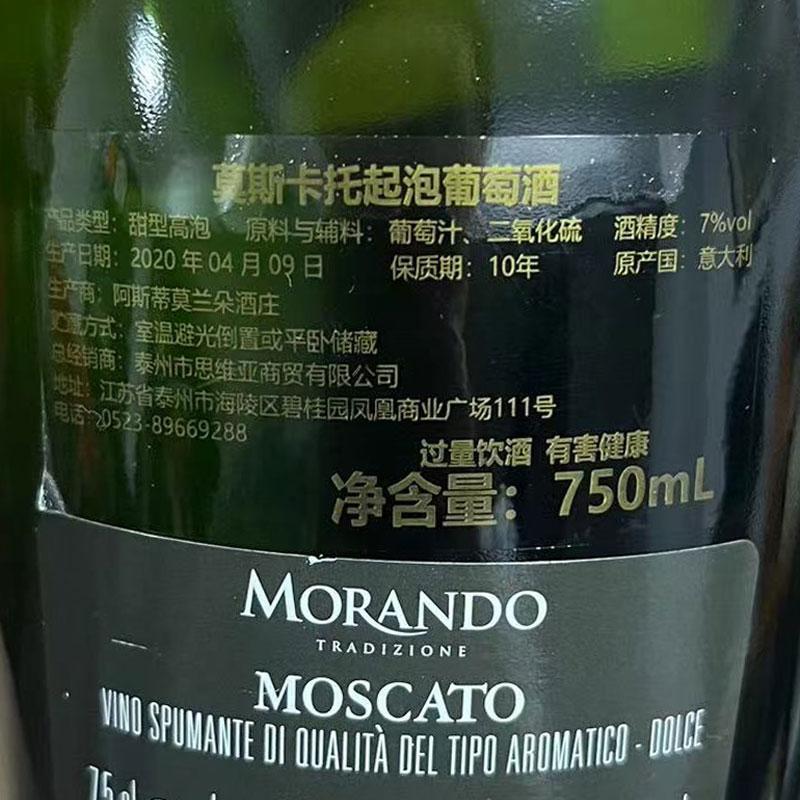 莫斯卡托起泡葡萄酒
产品类型：甜型高泡 原料与辅料：葡萄汁、二氧化硫 酒精度：7%vol
生产日期：2020年04月09日 保质期：10年 原产国：意大利
生产商：阿斯蒂莫兰朵酒庄
贮藏方式：室温避光倒置或平卧储藏
总经销商：泰州市思维亚商贸有限公司
地址：江苏省泰州市海陵区碧桂园凤凰商业广场111号
电话：0523-89669288
过量饮酒 有害健康
净含量：750mL
MORANDO
TRADIZIONE
MOSCATO
VINO SPUMANTE DI QUALITÀ DEL TIPO AROMATICO - DOLCE
75 cl